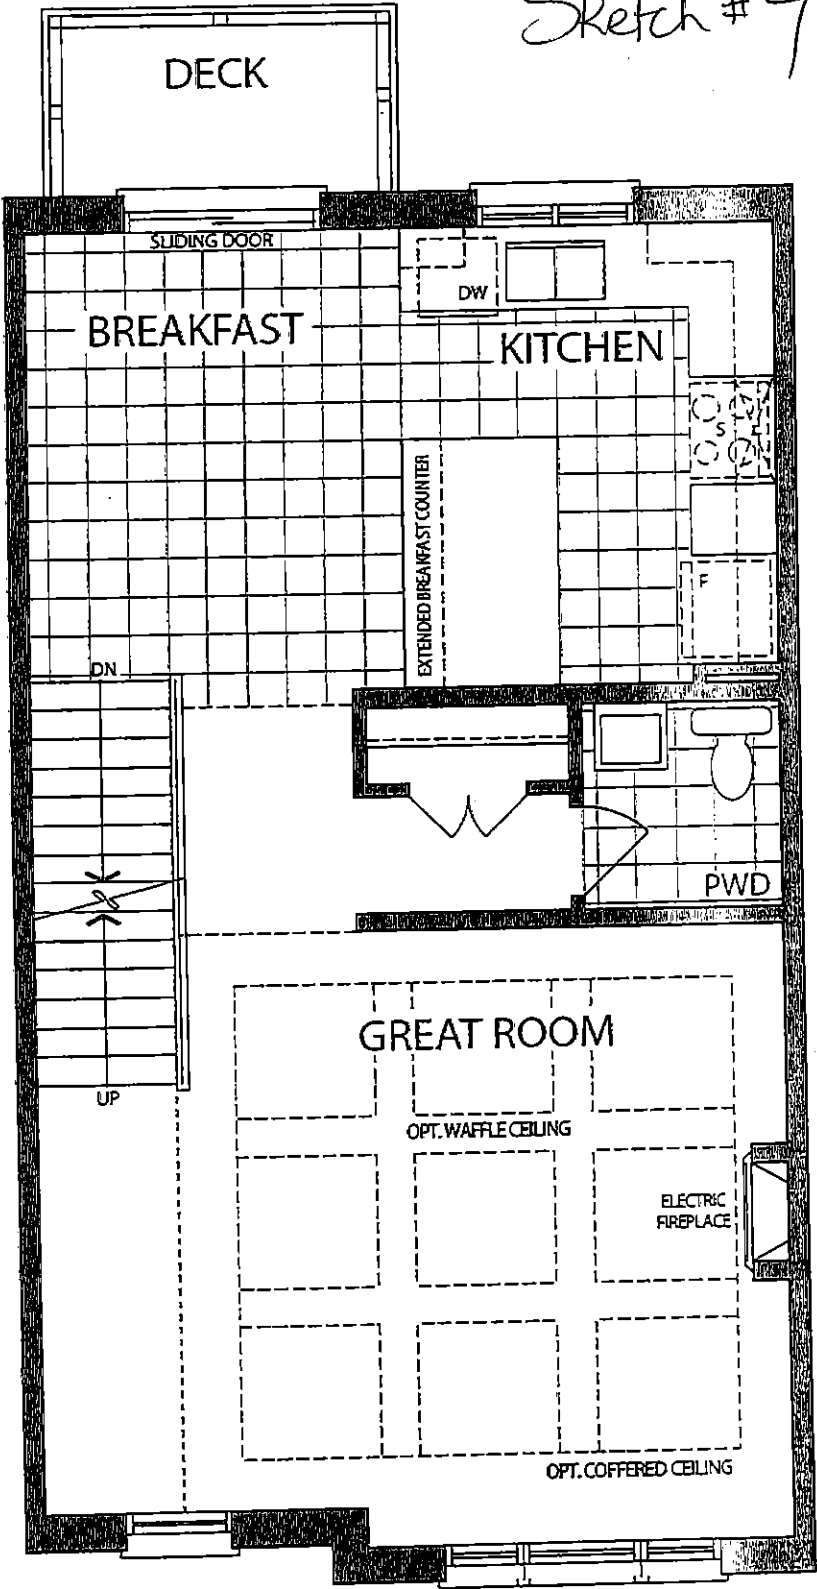 Sketch #7
DECK
SLIDING DOOR
DW
BREAKFAST
KITCHEN
S
EXTENDED BREAKFAST COUNTER
F
DN
PWD
GREAT ROOM
UP
OPT. WAFFLE CEILING
ELECTRIC
FIREPLACE
OPT. COFFERED CEILING